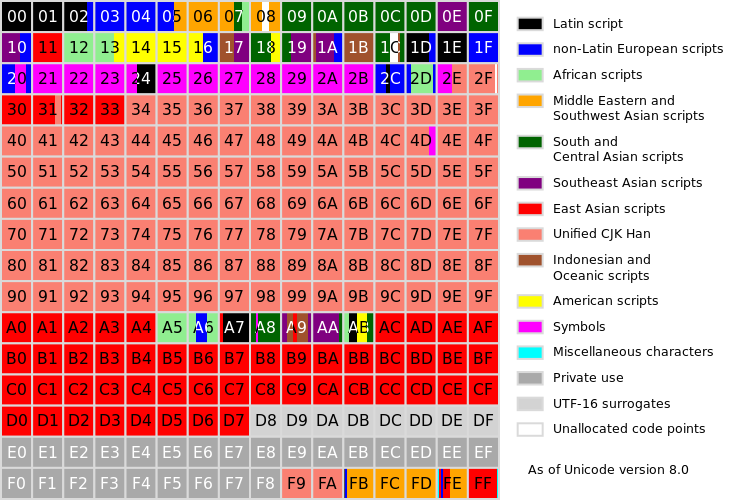 00 01 02 03 04 05 06 07 08 09 0A 0B 0C 0D 0E 0F
10 11 12 13 14 15 16 17 18 19 1A 1B 1C 1D 1E 1F
20 21 22 23 24 25 26 27 28 29 2A 2B 2C 2D 2E 2F
30 31 32 33 34 35 36 37 38 39 3A 3B 3C 3D 3E 3F
40 41 42 43 44 45 46 47 48 49 4A 4B 4C 4D 4E 4F
50 51 52 53 54 55 56 57 58 59 5A 5B 5C 5D 5E 5F
60 61 62 63 64 65 66 67 68 69 6A 6B 6C 6D 6E 6F
70 71 72 73 74 75 76 77 78 79 7A 7B 7C 7D 7E 7F
80 81 82 83 84 85 86 87 88 89 8A 8B 8C 8D 8E 8F
90 91 92 93 94 95 96 97 98 99 9A 9B 9C 9D 9E 9F
A0 A1 A2 A3 A4 A5 A6 A7 A8 A9 AA AB AC AD AE AF
B0 B1 B2 B3 B4 B5 B6 B7 B8 B9 BA BB BC BD BE BF
C0 C1 C2 C3 C4 C5 C6 C7 C8 C9 CA CB CC CD CE CF
D0 D1 D2 D3 D4 D5 D6 D7 D8 D9 DA DB DC DD DE DF
E0 E1 E2 E3 E4 E5 E6 E7 E8 E9 EA EB EC ED EE EF
F0 F1 F2 F3 F4 F5 F6 F7 F8 F9 FA FB FC FD FE FF
Latin script
non-Latin European scripts
African scripts
Middle Eastern and
Southwest Asian scripts
South and
Central Asian scripts
Southeast Asian scripts
East Asian scripts
Unified CJK Han
Indonesian and
Oceanic scripts
American scripts
Symbols
Miscellaneous characters
Private use
UTF-16 surrogates
Unallocated code points
As of Unicode version 8.0